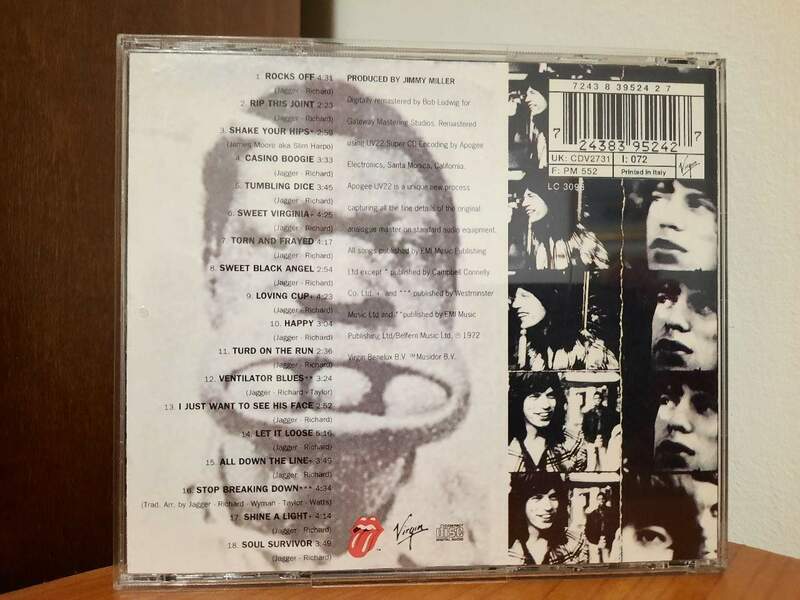 1. ROCKS OFF 4:31
(Jagger - Richard)
2. RIP THIS JOINT 2:23
(Jagger - Richard)
3. SHAKE YOUR HIPS* 2:59
(James Moore aka Slim Harpo)
4. CASINO BOOGIE 3:33
(Jagger - Richard)
5. TUMBLING DICE 3:45
(Jagger - Richard)
6. SWEET VIRGINIA+ 4:25
(Jagger - Richard)
7. TORN AND FRAYED 4:17
(Jagger - Richard)
8. SWEET BLACK ANGEL 2:54
(Jagger - Richard)
9. LOVING CUP+ 4:23
(Jagger - Richard)
10. HAPPY 3:04
(Jagger - Richard)
11. TURD ON THE RUN 2:36
(Jagger - Richard)
12. VENTILATOR BLUES** 3:24
(Jagger - Richard - Taylor)
13. I JUST WANT TO SEE HIS FACE 2:52
(Jagger - Richard)
14. LET IT LOOSE 5:16
(Jagger - Richard)
15. ALL DOWN THE LINE+ 3:49
(Jagger - Richard)
16. STOP BREAKING DOWN*** 4:34
(Trad. Arr. by Jagger - Richard - Wyman - Taylor - Watts)
17. SHINE A LIGHT+ 4:14
(Jagger - Richard)
18. SOUL SURVIVOR 3:49
(Jagger - Richard)
PRODUCED BY JIMMY MILLER
Digitally remastered by Bob Ludwig for
Gateway Mastering Studios. Remastered
using UV22 Super CD Encoding by Apogee
Electronics, Santa Monica, California.
Apogee UV22 is a unique new process
capturing all the fine details of the original
analogue master on standard audio equipment.
All songs published by EMI Music Publishing
Ltd except * published by Campbell Connelly
Co. Ltd. + and *** published by Westminster
Music Ltd and **published by EMI Music
Publishing Ltd/Belfern Music Ltd. ℗ 1972
Virgin Benelux B.V. ™Musidor B.V.
TM
Virgin
COMPACT
disc
DIGITAL AUDIO
7243 8 39524 2 7
7 24383 95242 7
UK: CDV2731
I: 072
F: PM 552
Printed in Italy
Virgin
LC 3098